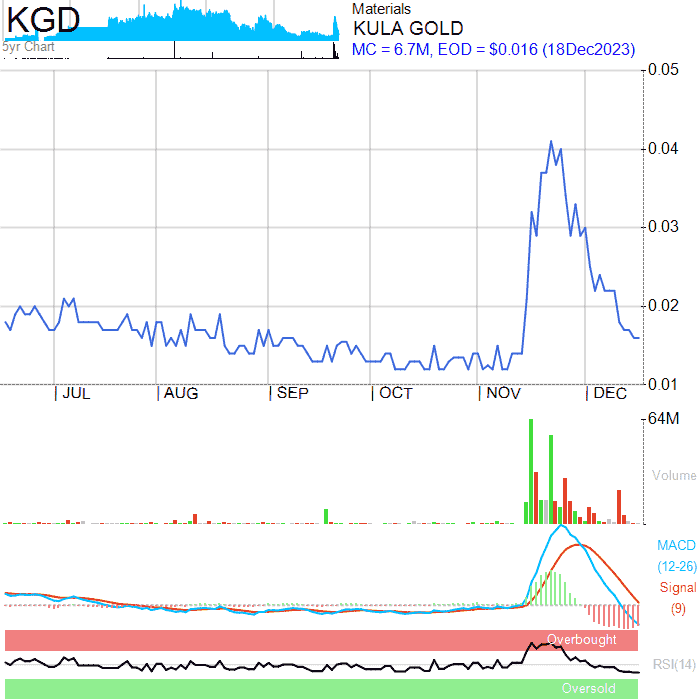 KGD
5yr Chart
Materials
KULA GOLD
MC = 6.7M, EOD = $0.016 (18Dec2023)
0.05
0.04
0.03
0.02
0.01
JUL AUG SEP OCT NOV DEC
64M
Volume
MACD
(12-26)
Signal
(9)
Overbought
RSI(14)
Oversold